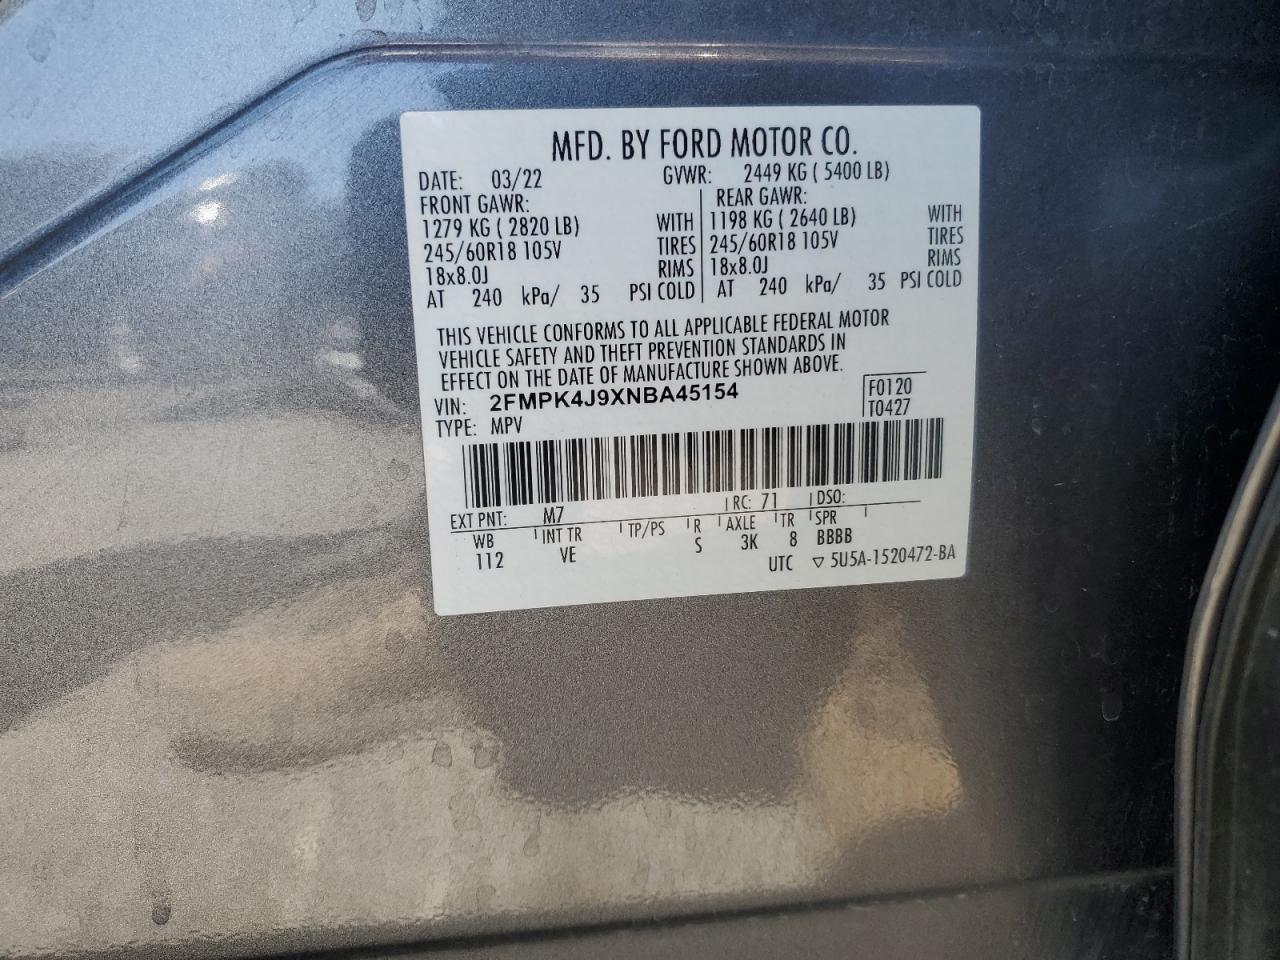 MFD. BY FORD MOTOR CO.
DATE: 03/22 GVWR: 2449 KG ( 5400 LB)
FRONT GAWR: REAR GAWR:
1279 KG ( 2820 LB) WITH 1198 KG ( 2640 LB) WITH
245/60R18 105V TIRES 245/60R18 105V TIRES
18x8.0J RIMS 18x8.0J RIMS
AT 240 kPa/ 35 PSI COLD AT 240 kPa/ 35 PSI COLD
THIS VEHICLE CONFORMS TO ALL APPLICABLE FEDERAL MOTOR
VEHICLE SAFETY AND THEFT PREVENTION STANDARDS IN
EFFECT ON THE DATE OF MANUFACTURE SHOWN ABOVE.
VIN: 2FMPK4J9XNBA45154 F0120
TYPE: MPV T0427
EXT PNT: M7 RC: 71 DSO:
WB INT TR TP/PS R AXLE TR SPR
112 VE S 3K 8 BBBB
UTC ▽ 5U5A-1520472-BA